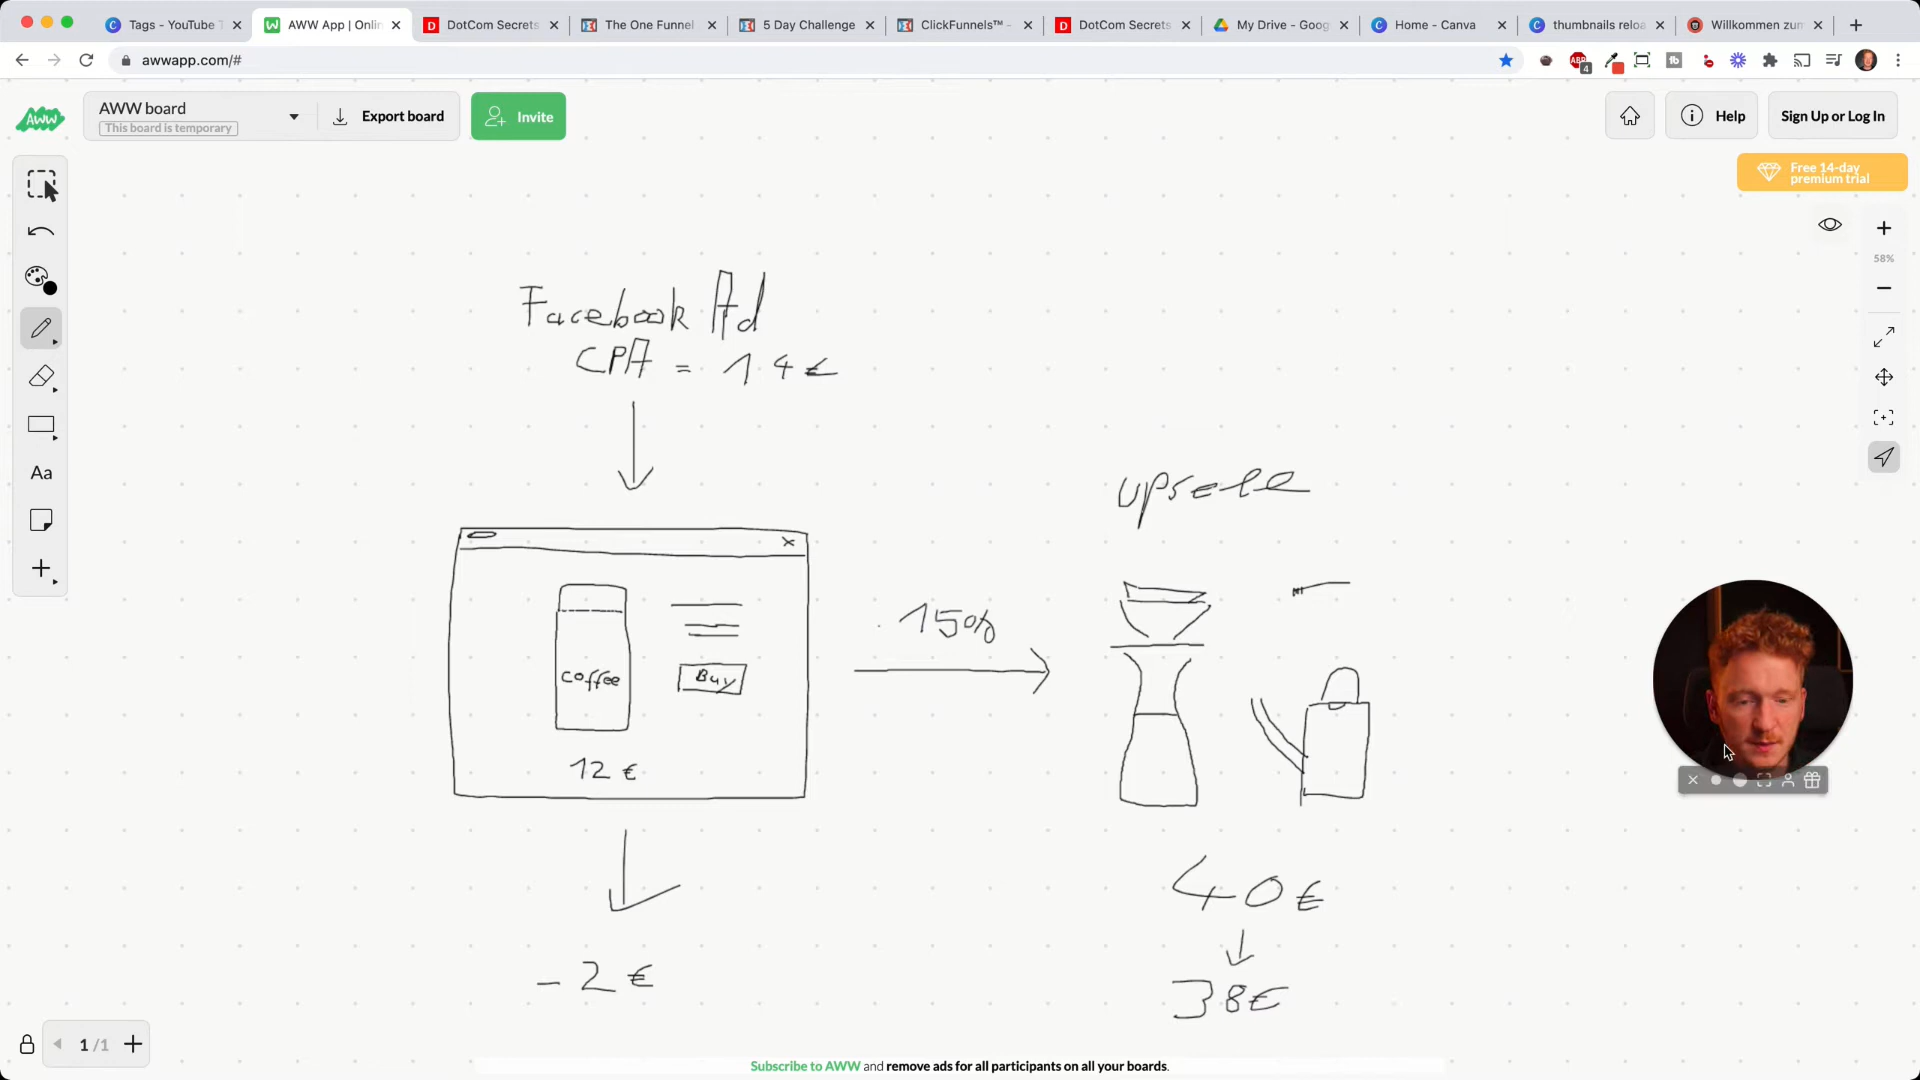 Tags - YouTube T
AWW App | Onlin
DotCom Secrets
The One Funnel
5 Day Challenge
ClickFunnels™ -
DotCom Secrets
My Drive - Goog
Home - Canva
thumbnails relo
Willkommen zum
awwapp.com/#
AWW board
This board is temporary
Export board
Invite
Help
Sign Up or Log In
Free 14-day
premium trial
58%
Facebook Ad
CPA = 14€
upsell
15%
coffee
Buy
12 €
40€
- 2 €
38€
Aa
1 /1
Subscribe to AWW and remove ads for all participants on all your boards.